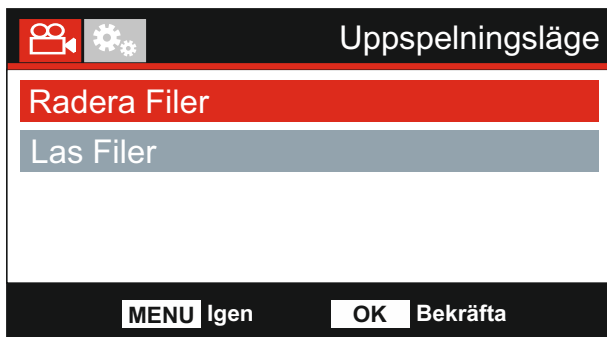 Uppspelningsläge
Radera Filer
Las Filer
MENU Igen OK Bekräfta